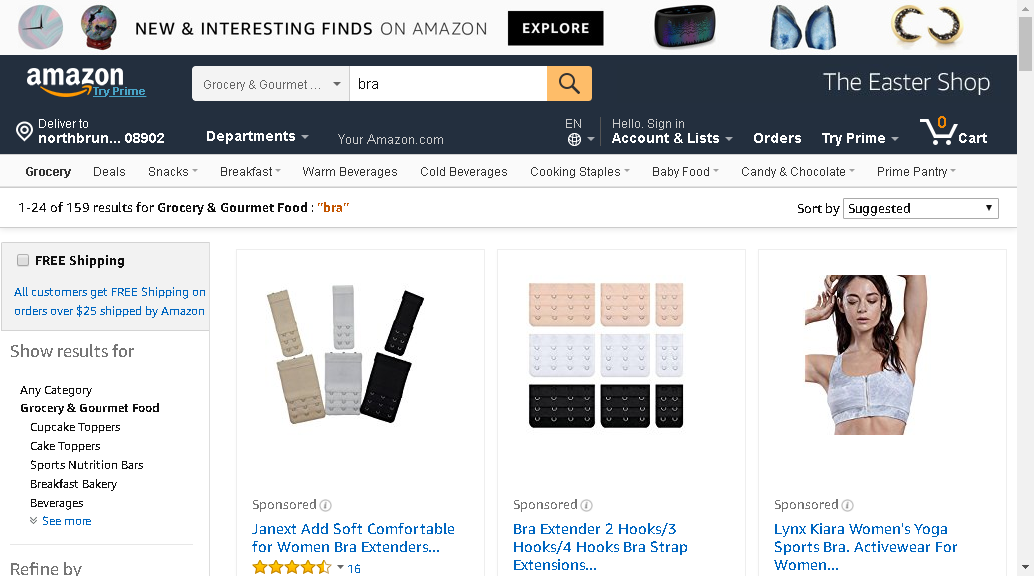 NEW & INTERESTING FINDS ON AMAZON EXPLORE
amazon
Try Prime
Grocery & Gourmet ... bra
The Easter Shop
Deliver to
northbrun... 08902
Departments
Your Amazon.com
EN
Hello. Sign in
Account & Lists
Orders
Try Prime
0
Cart
Grocery Deals Snacks Breakfast Warm Beverages Cold Beverages Cooking Staples Baby Food Candy & Chocolate Prime Pantry
1-24 of 159 results for Grocery & Gourmet Food : "bra"
Sort by Suggested
FREE Shipping
All customers get FREE Shipping on
orders over $25 shipped by Amazon
Show results for
Any Category
Grocery & Gourmet Food
Cupcake Toppers
Cake Toppers
Sports Nutrition Bars
Breakfast Bakery
Beverages
See more
Refine by
Sponsored
Janext Add Soft Comfortable
for Women Bra Extenders...
16
Sponsored
Bra Extender 2 Hooks/3
Hooks/4 Hooks Bra Strap
Extensions...
Sponsored
Lynx Kiara Women's Yoga
Sports Bra. Activewear For
Women...